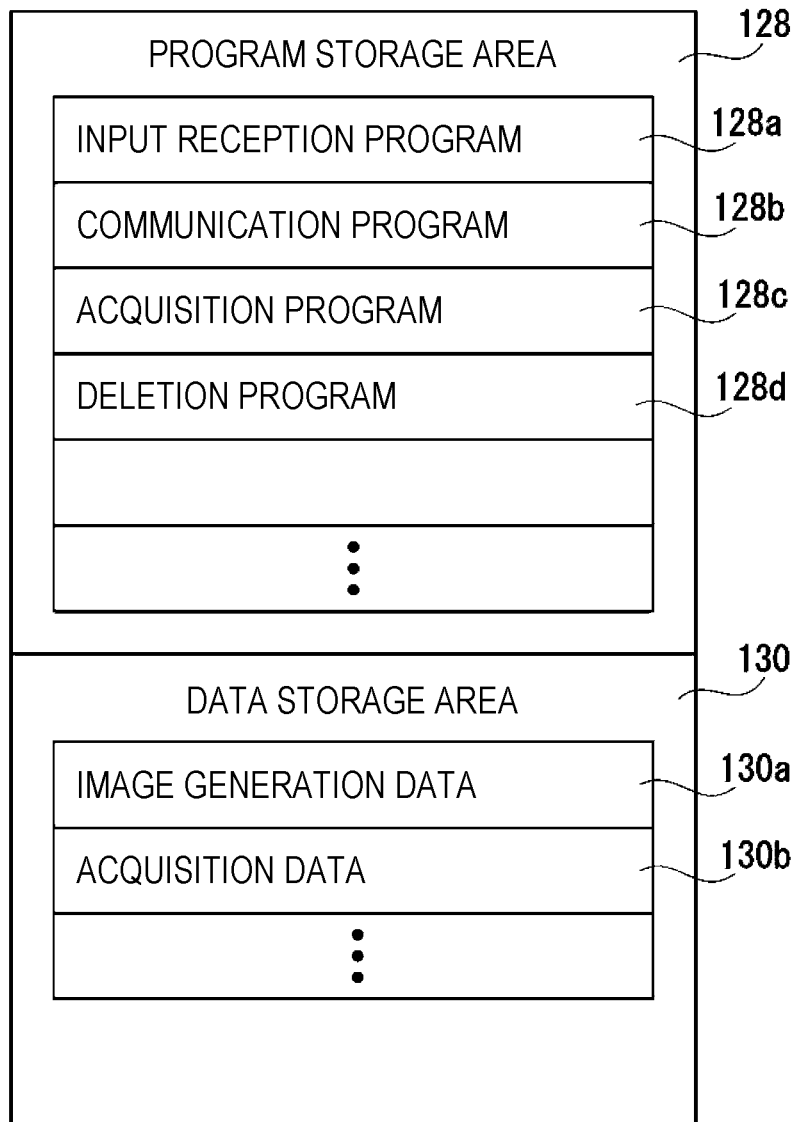 PROGRAM STORAGE AREA 128
INPUT RECEPTION PROGRAM 128a
COMMUNICATION PROGRAM 128b
ACQUISITION PROGRAM 128c
DELETION PROGRAM 128d
DATA STORAGE AREA 130
IMAGE GENERATION DATA 130a
ACQUISITION DATA 130b